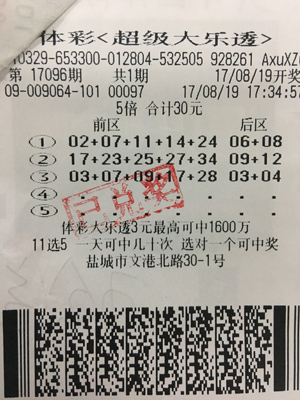 体彩<超级大乐透>
10329-653300-012804-532505 928261 AxuXZ
第 17096期 共1期 17/08/19开奖
09-009064-101 00097 17/08/19 17:34:57
5倍 合计30元
前区 后区
① 02+07+11+14+24 06+08
② 17+23+25+27+34 09+12
③ 03+07+09+17+28 03+04
④
⑤
已兑奖
体彩大乐透3元最高可中1600万
11选5 一天可中几十次 选对一个可中奖
盐城市文港北路30-1号